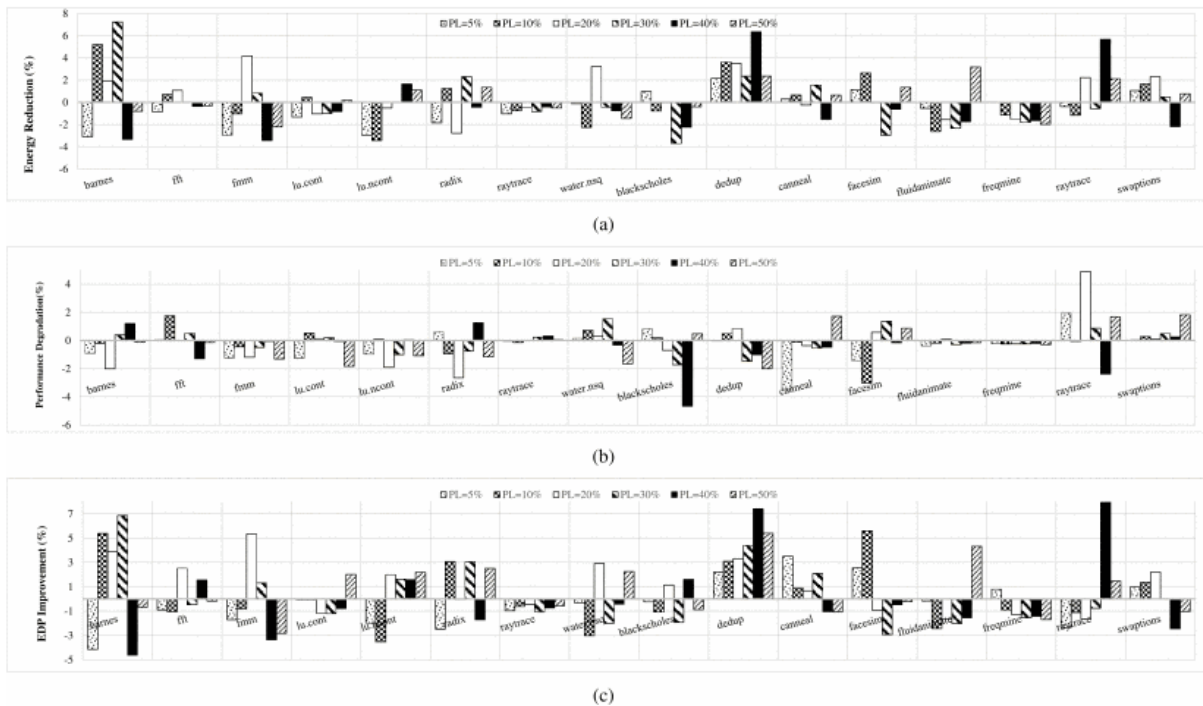 PL=5% PL=10% PL=20% PL=30% PL=40% PL=50%
Energy Reduction (%)
8
6
4
2
0
-2
-4
-6
barnes fft fmm lu.cont lu.ncont radix raytrace water.nsq blackscholes dedup canneal facesim fluidanimate freqmine raytrace swaptions
(a)
PL=5% PL=10% PL=20% PL=30% PL=40% PL=50%
Performance Degradation(%)
4
2
0
-2
-4
-6
barnes fft fmm lu.cont lu.ncont radix raytrace water.nsq blackscholes dedup canneal facesim fluidanimate freqmine raytrace swaptions
(b)
PL=5% PL=10% PL=20% PL=30% PL=40% PL=50%
EDP Improvement (%)
7
5
3
1
-1
-3
-5
barnes fft fmm lu.cont lu.ncont radix raytrace water.nsq blackscholes dedup canneal facesim fluidanimate freqmine raytrace swaptions
(c)